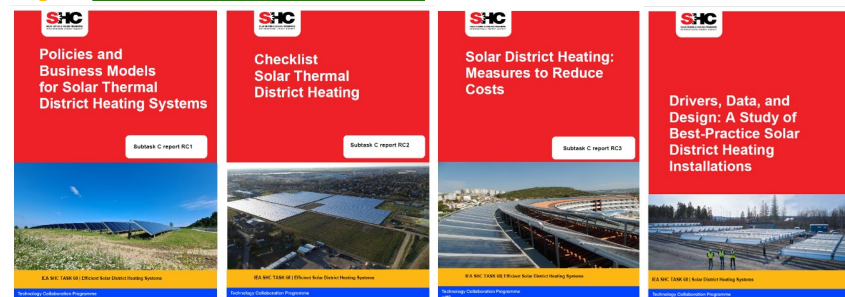 SHC
Policies and
Business Models
for Solar Thermal
District Heating Systems
Subtask C report RC1
IEA SHC TASK 68 | Efficient Solar District Heating Systems
Technology Collaboration Programme
SHC
Checklist
Solar Thermal
District Heating
Subtask C report RC2
IEA SHC TASK 68 | Efficient Solar District Heating Systems
Technology Collaboration Programme
SHC
Solar District Heating:
Measures to Reduce
Costs
Subtask C report RC3
IEA SHC TASK 68 | Efficient Solar District Heating Systems
Technology Collaboration Programme
SHC
Drivers, Data, and
Design: A Study of
Best-Practice Solar
District Heating
Installations
IEA SHC TASK 68 | Solar District Heating Systems
Technology Collaboration Programme